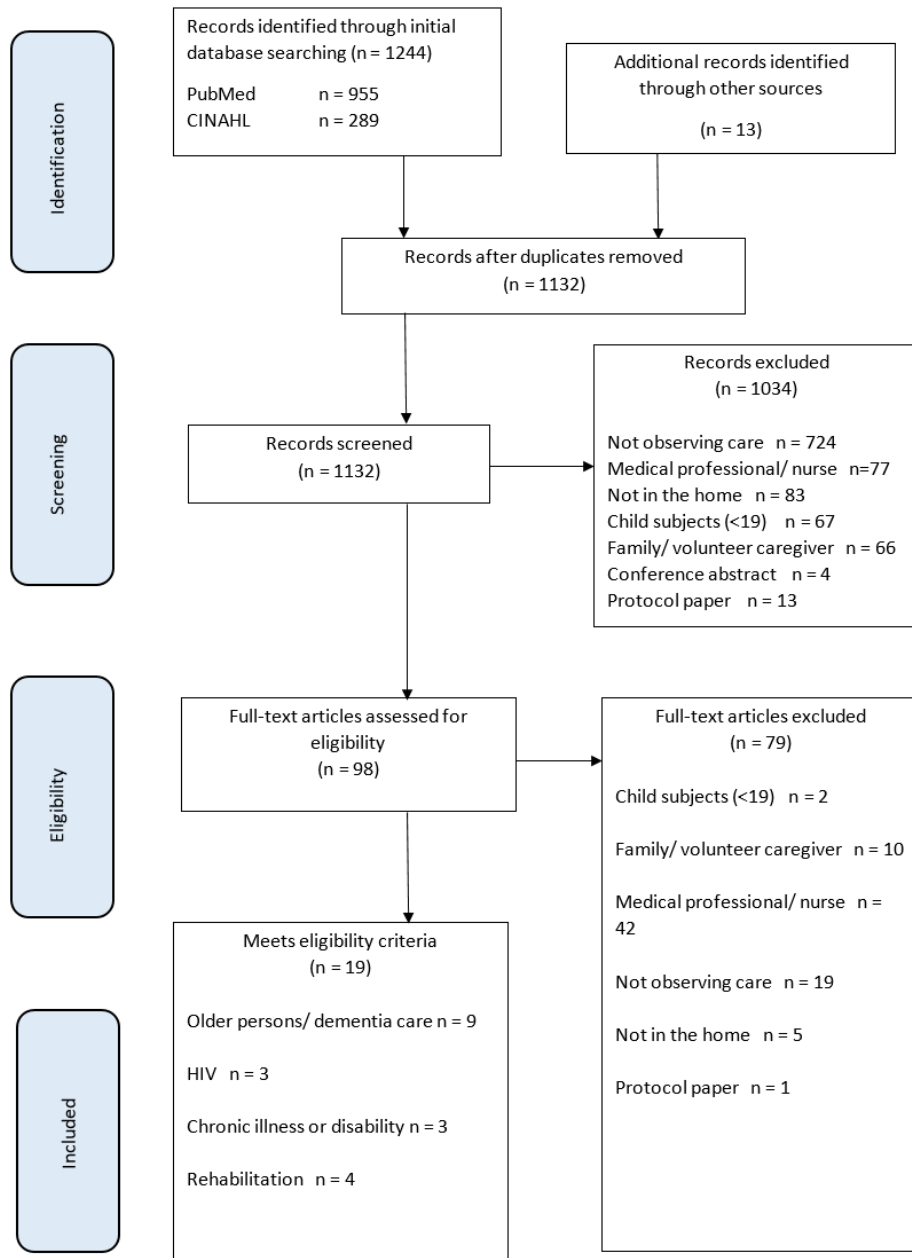 Identification
Records identified through initial
database searching (n = 1244)
PubMed n = 955
CINAHL n = 289
Additional records identified
through other sources
(n = 13)
Records after duplicates removed
(n = 1132)
Screening
Records screened
(n = 1132)
Records excluded
(n = 1034)
Not observing care n = 724
Medical professional/ nurse n=77
Not in the home n = 83
Child subjects (<19) n = 67
Family/ volunteer caregiver n = 66
Conference abstract n = 4
Protocol paper n = 13
Eligibility
Full-text articles assessed for
eligibility
(n = 98)
Full-text articles excluded
(n = 79)
Child subjects (<19) n = 2
Family/ volunteer caregiver n = 10
Medical professional/ nurse n =
42
Not observing care n = 19
Not in the home n = 5
Protocol paper n = 1
Included
Meets eligibility criteria
(n = 19)
Older persons/ dementia care n = 9
HIV n = 3
Chronic illness or disability n = 3
Rehabilitation n = 4